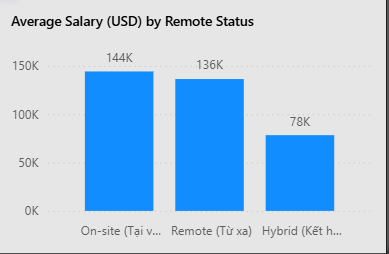 Average Salary (USD) by Remote Status
144K
136K
78K
150K
100K
50K
0K
On-site (Tại v... Remote (Từ xa) Hybrid (Kết h...